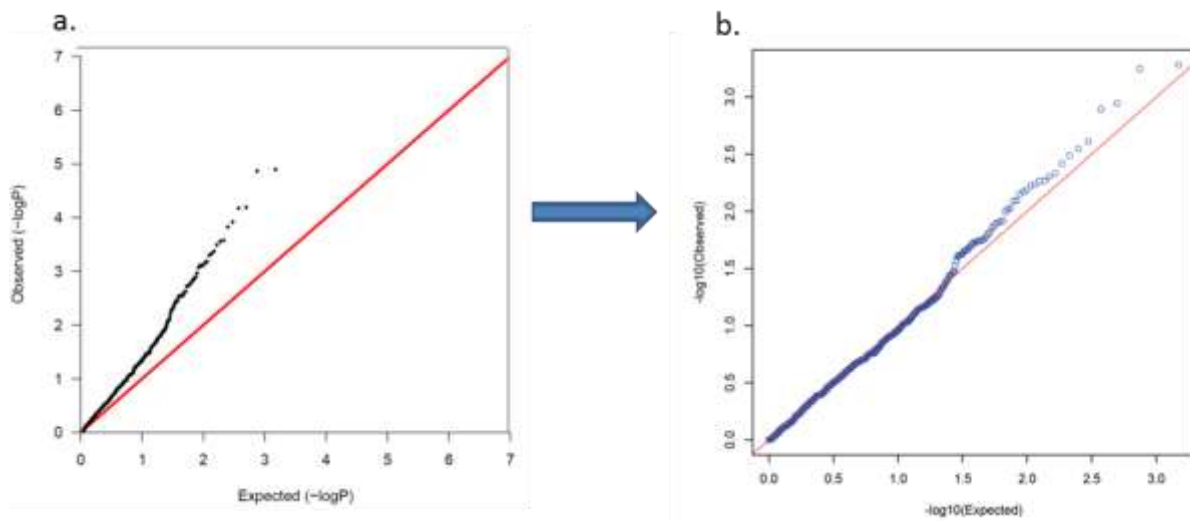 a.
7
6
5
4
3
2
1
0
0 1 2 3 4 5 6 7
Observed (−logP)
Expected (−logP)
b.
3.0
2.5
2.0
1.5
1.0
0.5
0.0
0.0 0.5 1.0 1.5 2.0 2.5 3.0
-log10(Observed)
-log10(Expected)